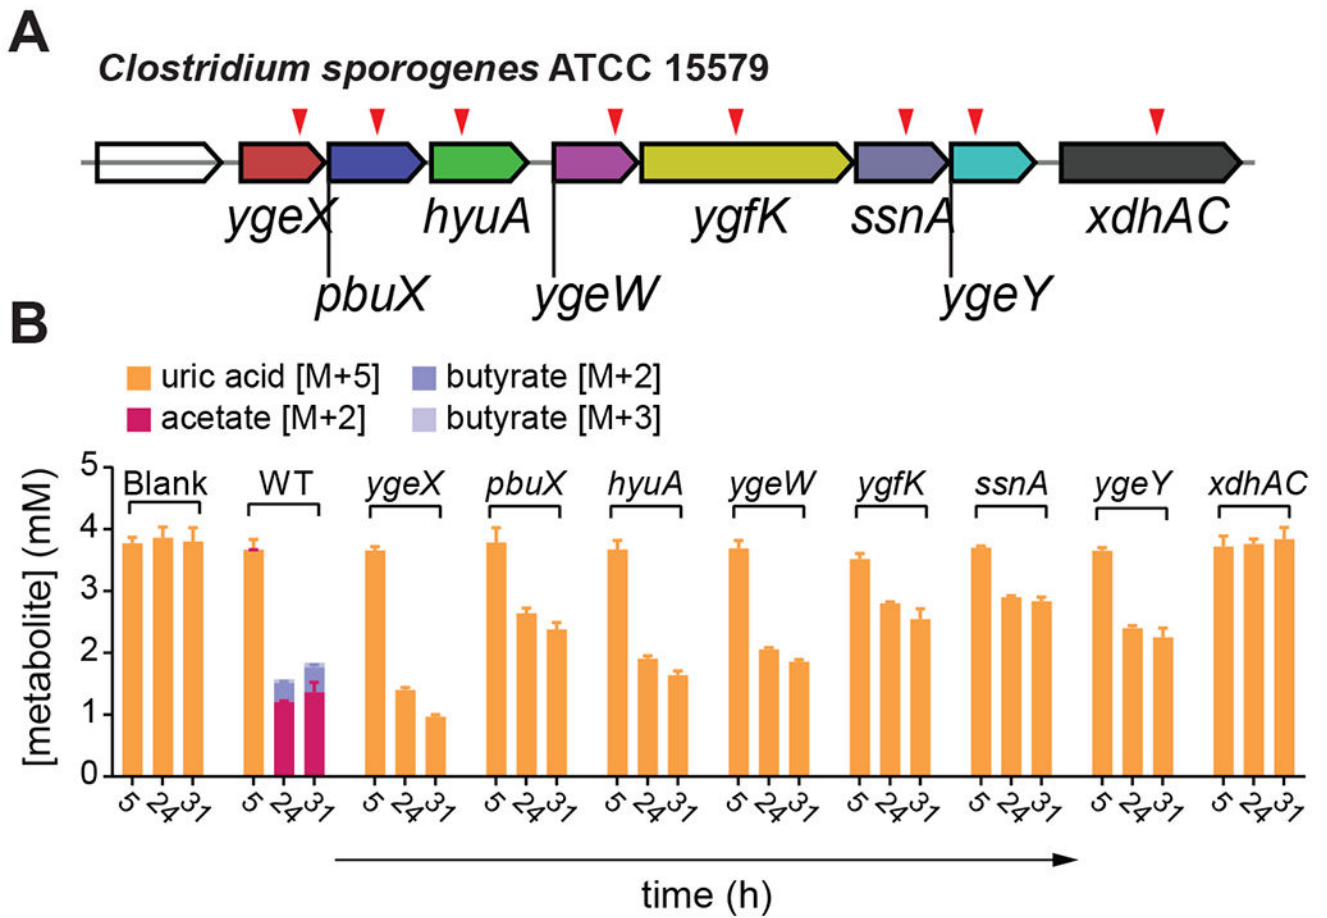 A
Clostridium sporogenes ATCC 15579
ygeX hyuA ygfK ssnA xdhAC
pbuX ygeW ygeY
B
uric acid [M+5] butyrate [M+2]
acetate [M+2] butyrate [M+3]
[metabolite] (mM)
Blank WT ygeX pbuX hyuA ygeW ygfK ssnA ygeY xdhAC
5
4
3
2
1
0
5 24 31 5 24 31 5 24 31 5 24 31 5 24 31 5 24 31 5 24 31 5 24 31 5 24 31 5 24 31
time (h)